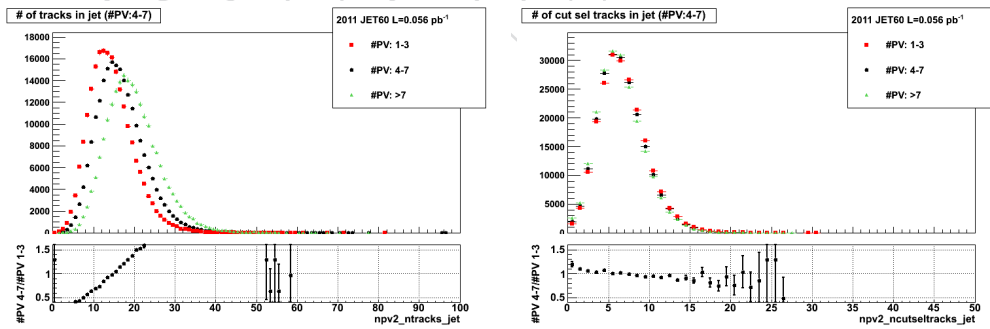 # of tracks in jet (#PV:4-7)
2011 JET60 L=0.056 pb-1
#PV: 1-3
#PV: 4-7
#PV: >7
18000
16000
14000
12000
10000
8000
6000
4000
2000
0
#PV 4-7/#PV 1-3
1.5
1
0.5
0 10 20 30 40 50 60 70 80 90 100
npv2_ntracks_jet
# of cut sel tracks in jet (#PV:4-7)
2011 JET60 L=0.056 pb-1
#PV: 1-3
#PV: 4-7
#PV: >7
30000
25000
20000
15000
10000
5000
0
#PV 4-7/#PV 1-3
1.5
1
0.5
0 5 10 15 20 25 30 35 40 45 50
npv2_ncutseltracks_jet